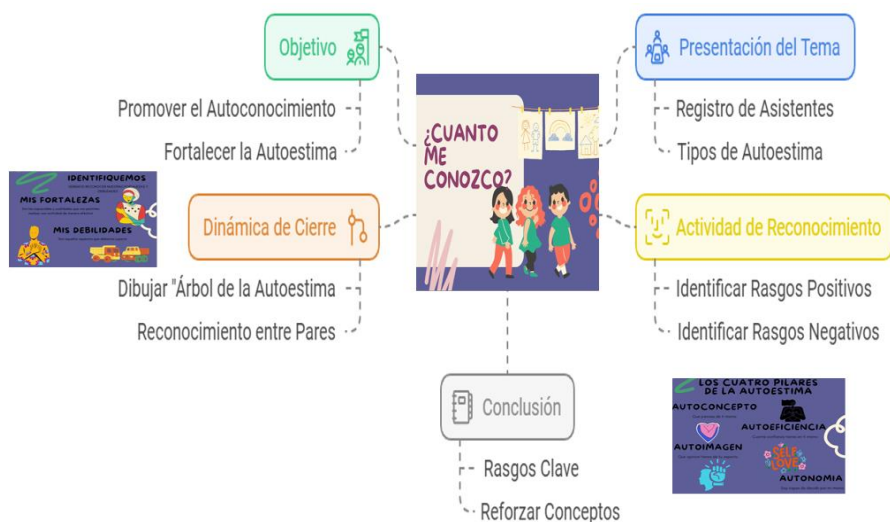 Objetivo
Promover el Autoconocimiento
Fortalecer la Autoestima
Presentación del Tema
Registro de Asistentes
Tipos de Autoestima
¿CUANTO
ME
CONOZCO?
IDENTIFIQUEMOS
MIS FORTALEZAS
MIS DEBILIDADES
Dinámica de Cierre
Dibujar "Árbol de la Autoestima
Reconocimiento entre Pares
Actividad de Reconocimiento
Identificar Rasgos Positivos
Identificar Rasgos Negativos
Conclusión
Rasgos Clave
Reforzar Conceptos
LOS CUATRO PILARES
DE LA AUTOESTIMA
AUTOCONCEPTO
AUTOEFICIENCIA
AUTOIMAGEN
SELF
LOVE
AUTONOMIA